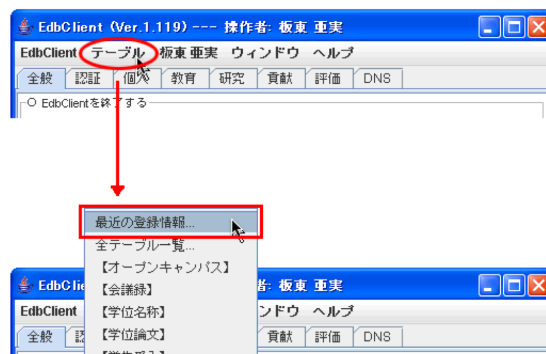 EdbClient (Ver.1.119) --- 操作者: 板東 亜実
EdbClient テーブル 板東 亜実 ウィンドウ ヘルプ
全般 認証 個人 教育 研究 貢献 評価 DNS
EdbClientを終了する
最近の登録情報...
全テーブル一覧...
【オープンキャンパス】
EdbClie 者: 板東 亜実
【会議録】
EdbClient ンドウ ヘルプ
【学位名称】
全般 貢献 評価 DNS
【学位論文】